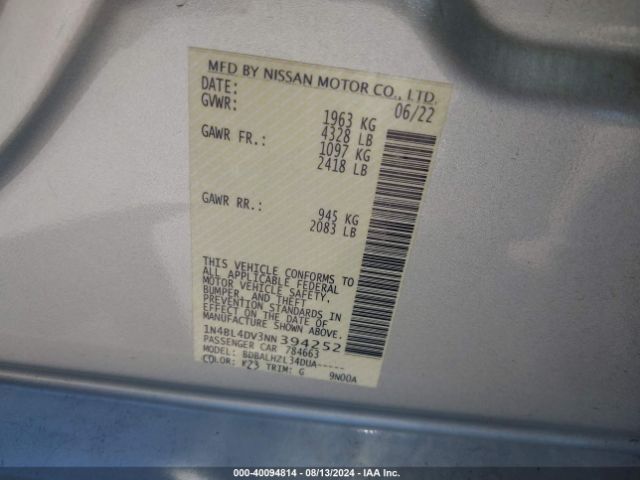 MFD BY NISSAN MOTOR CO., LTD.
DATE: 06/22
GVWR: 1963 KG
4328 LB
GAWR FR.: 1097 KG
2418 LB
GAWR RR.: 945 KG
2083 LB
THIS VEHICLE CONFORMS TO
ALL APPLICABLE FEDERAL
MOTOR VEHICLE SAFETY,
BUMPER, AND THEFT
PREVENTION STANDARDS IN
EFFECT ON THE DATE OF
MANUFACTURE SHOWN ABOVE.
1N4BL4DV3NN394252
PASSENGER CAR 784663
MODEL: BDBALHZL34DUA-----
COLOR: K23 TRIM: G 9N00A
000-40094814 - 08/13/2024 - IAA Inc.